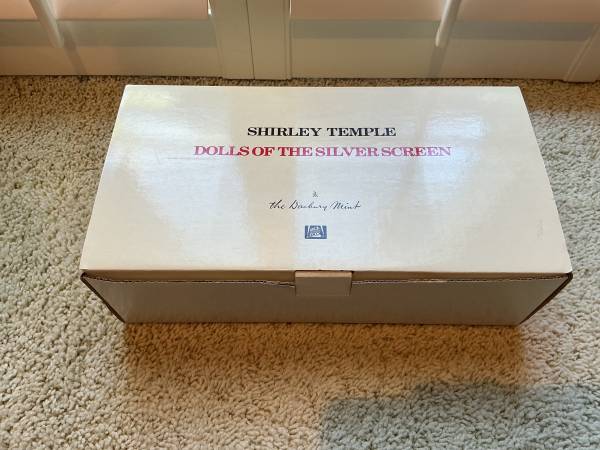 SHIRLEY TEMPLE
DOLLS OF THE SILVER SCREEN
the Danbury Mint